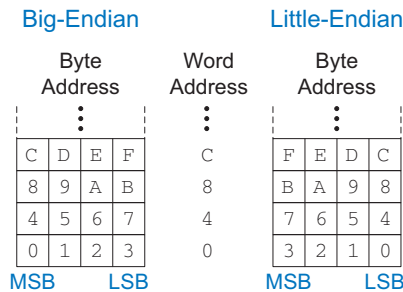 Big-Endian Little-Endian
Byte Address Word Address Byte Address
C D E F C F E D C
8 9 A B 8 B A 9 8
4 5 6 7 4 7 6 5 4
0 1 2 3 0 3 2 1 0
MSB LSB MSB LSB